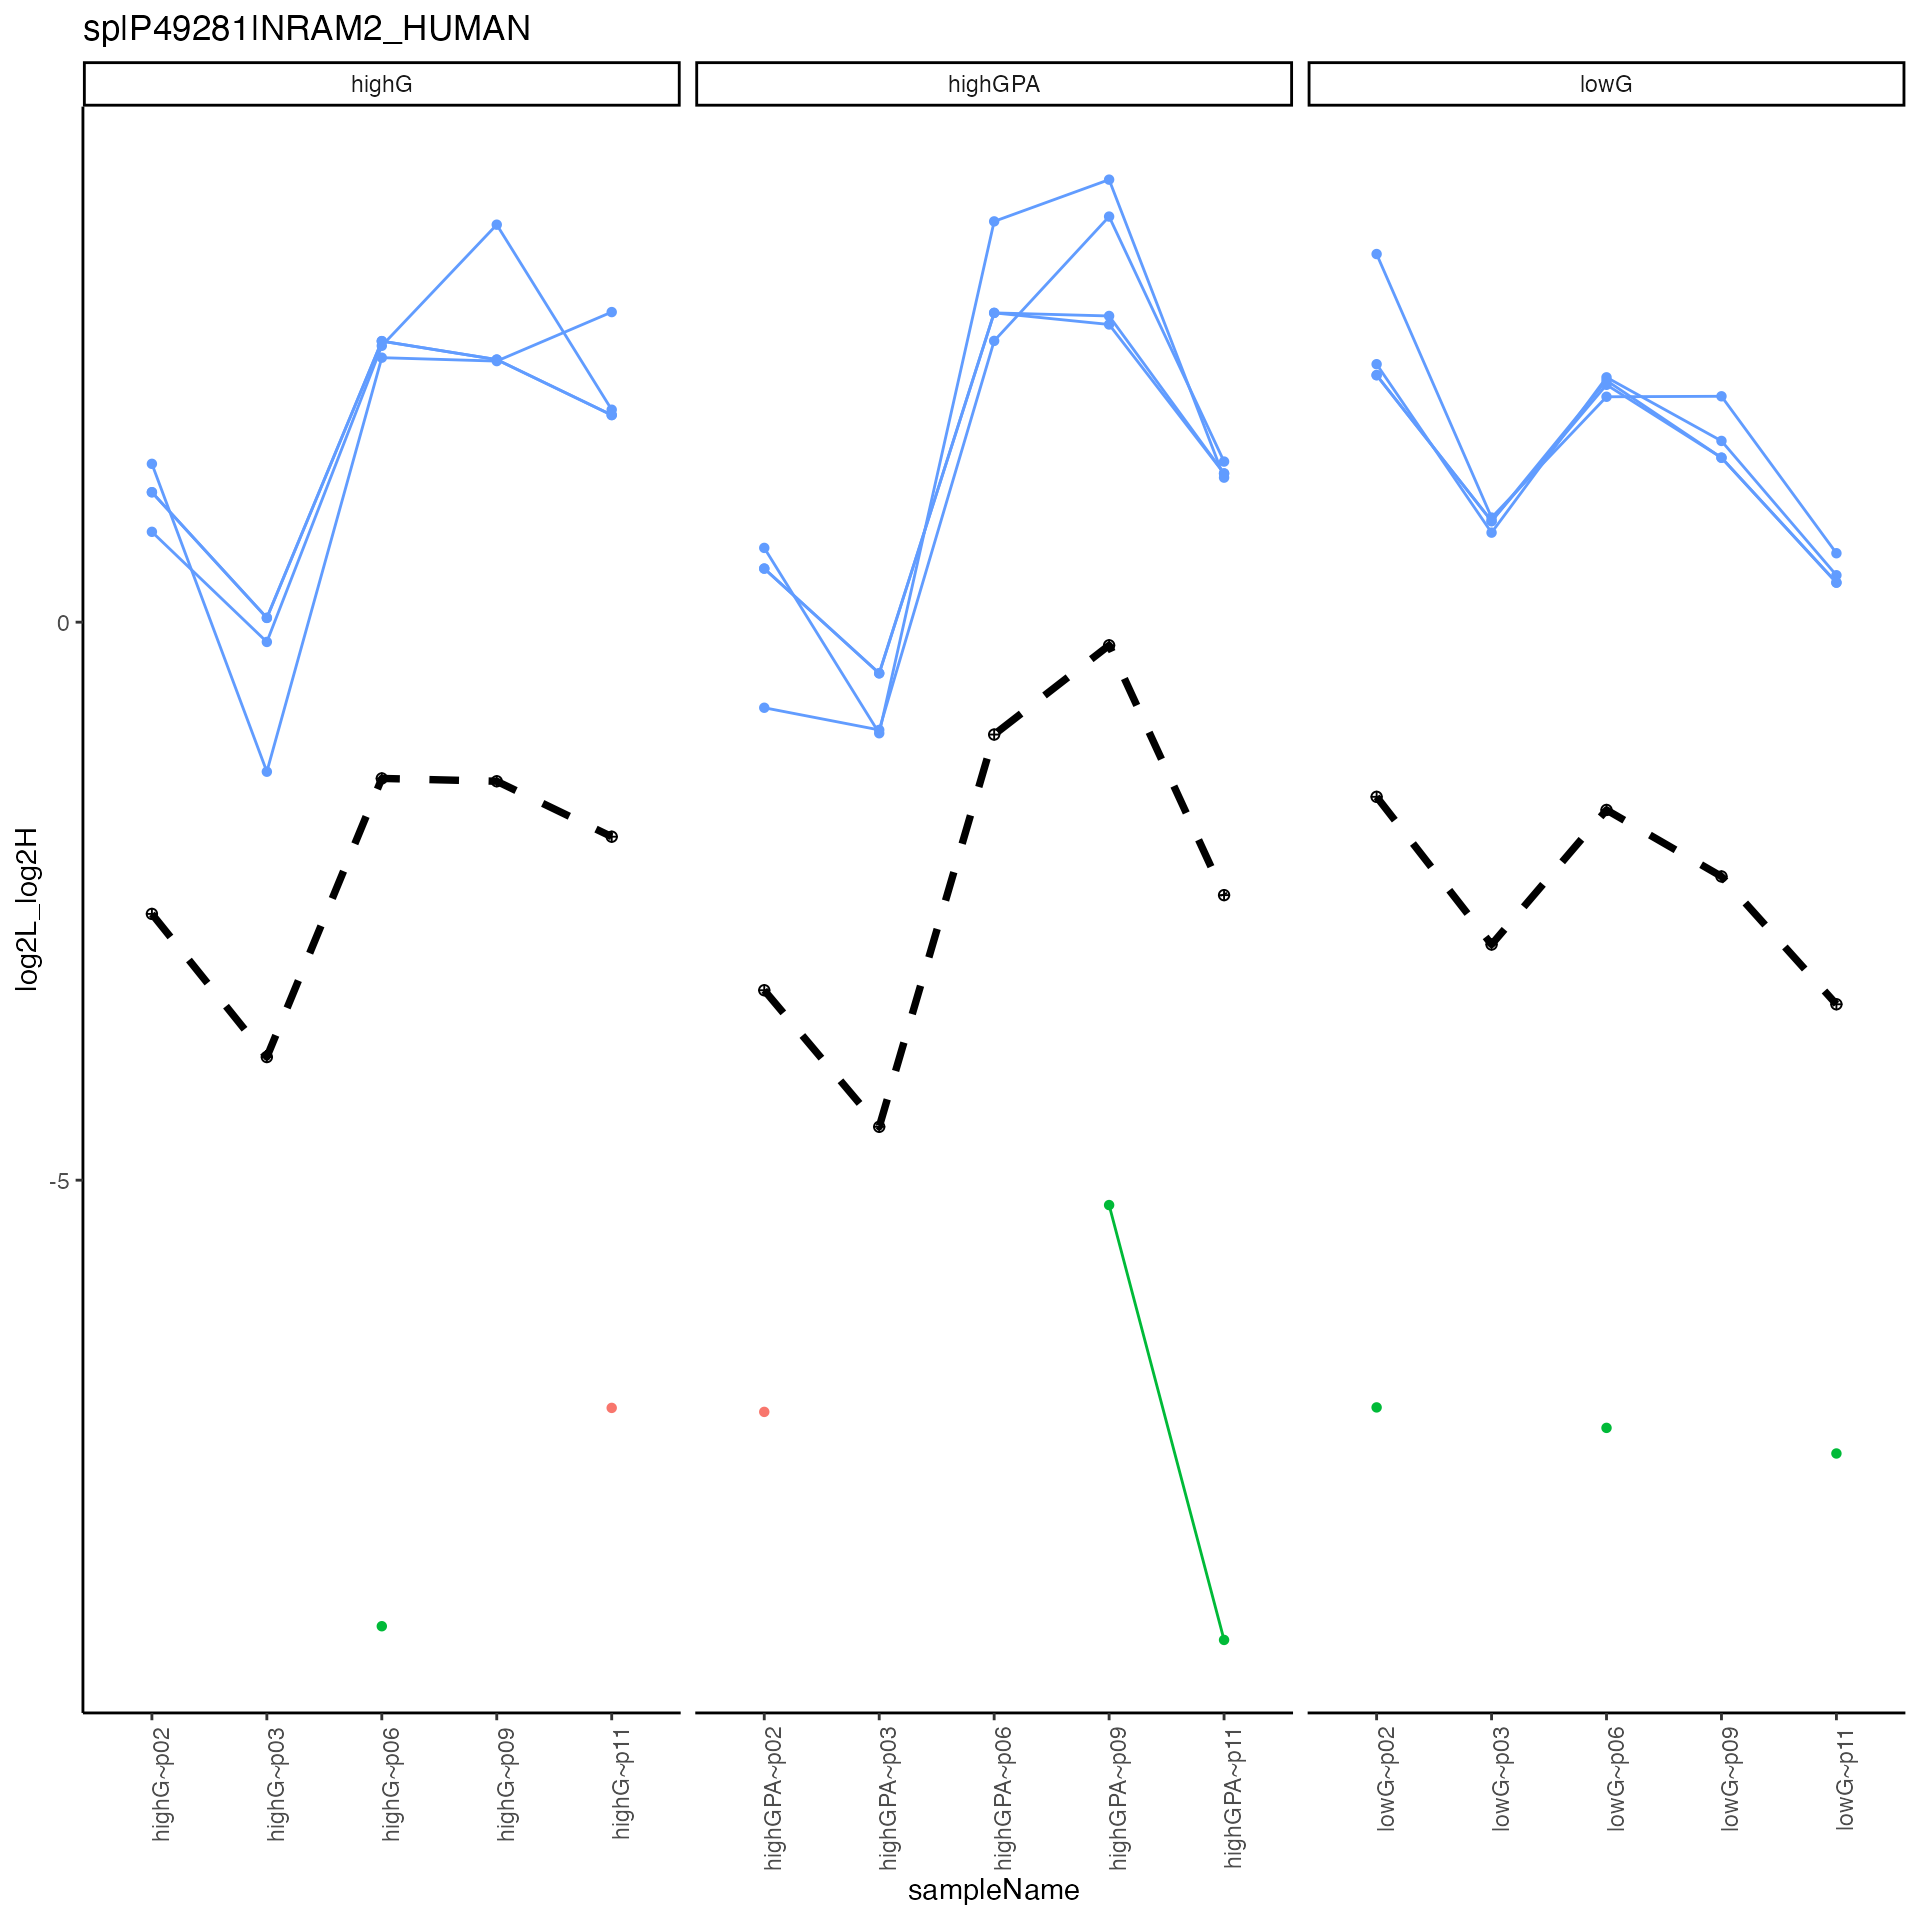 sp|P49281|NRAM2_HUMAN
highG
highGPA
lowG
log2L_log2H
0
-5
highG~p02
highG~p03
highG~p06
highG~p09
highG~p11
highGPA~p02
highGPA~p03
highGPA~p06
highGPA~p09
highGPA~p11
lowG~p02
lowG~p03
lowG~p06
lowG~p09
lowG~p11
sampleName